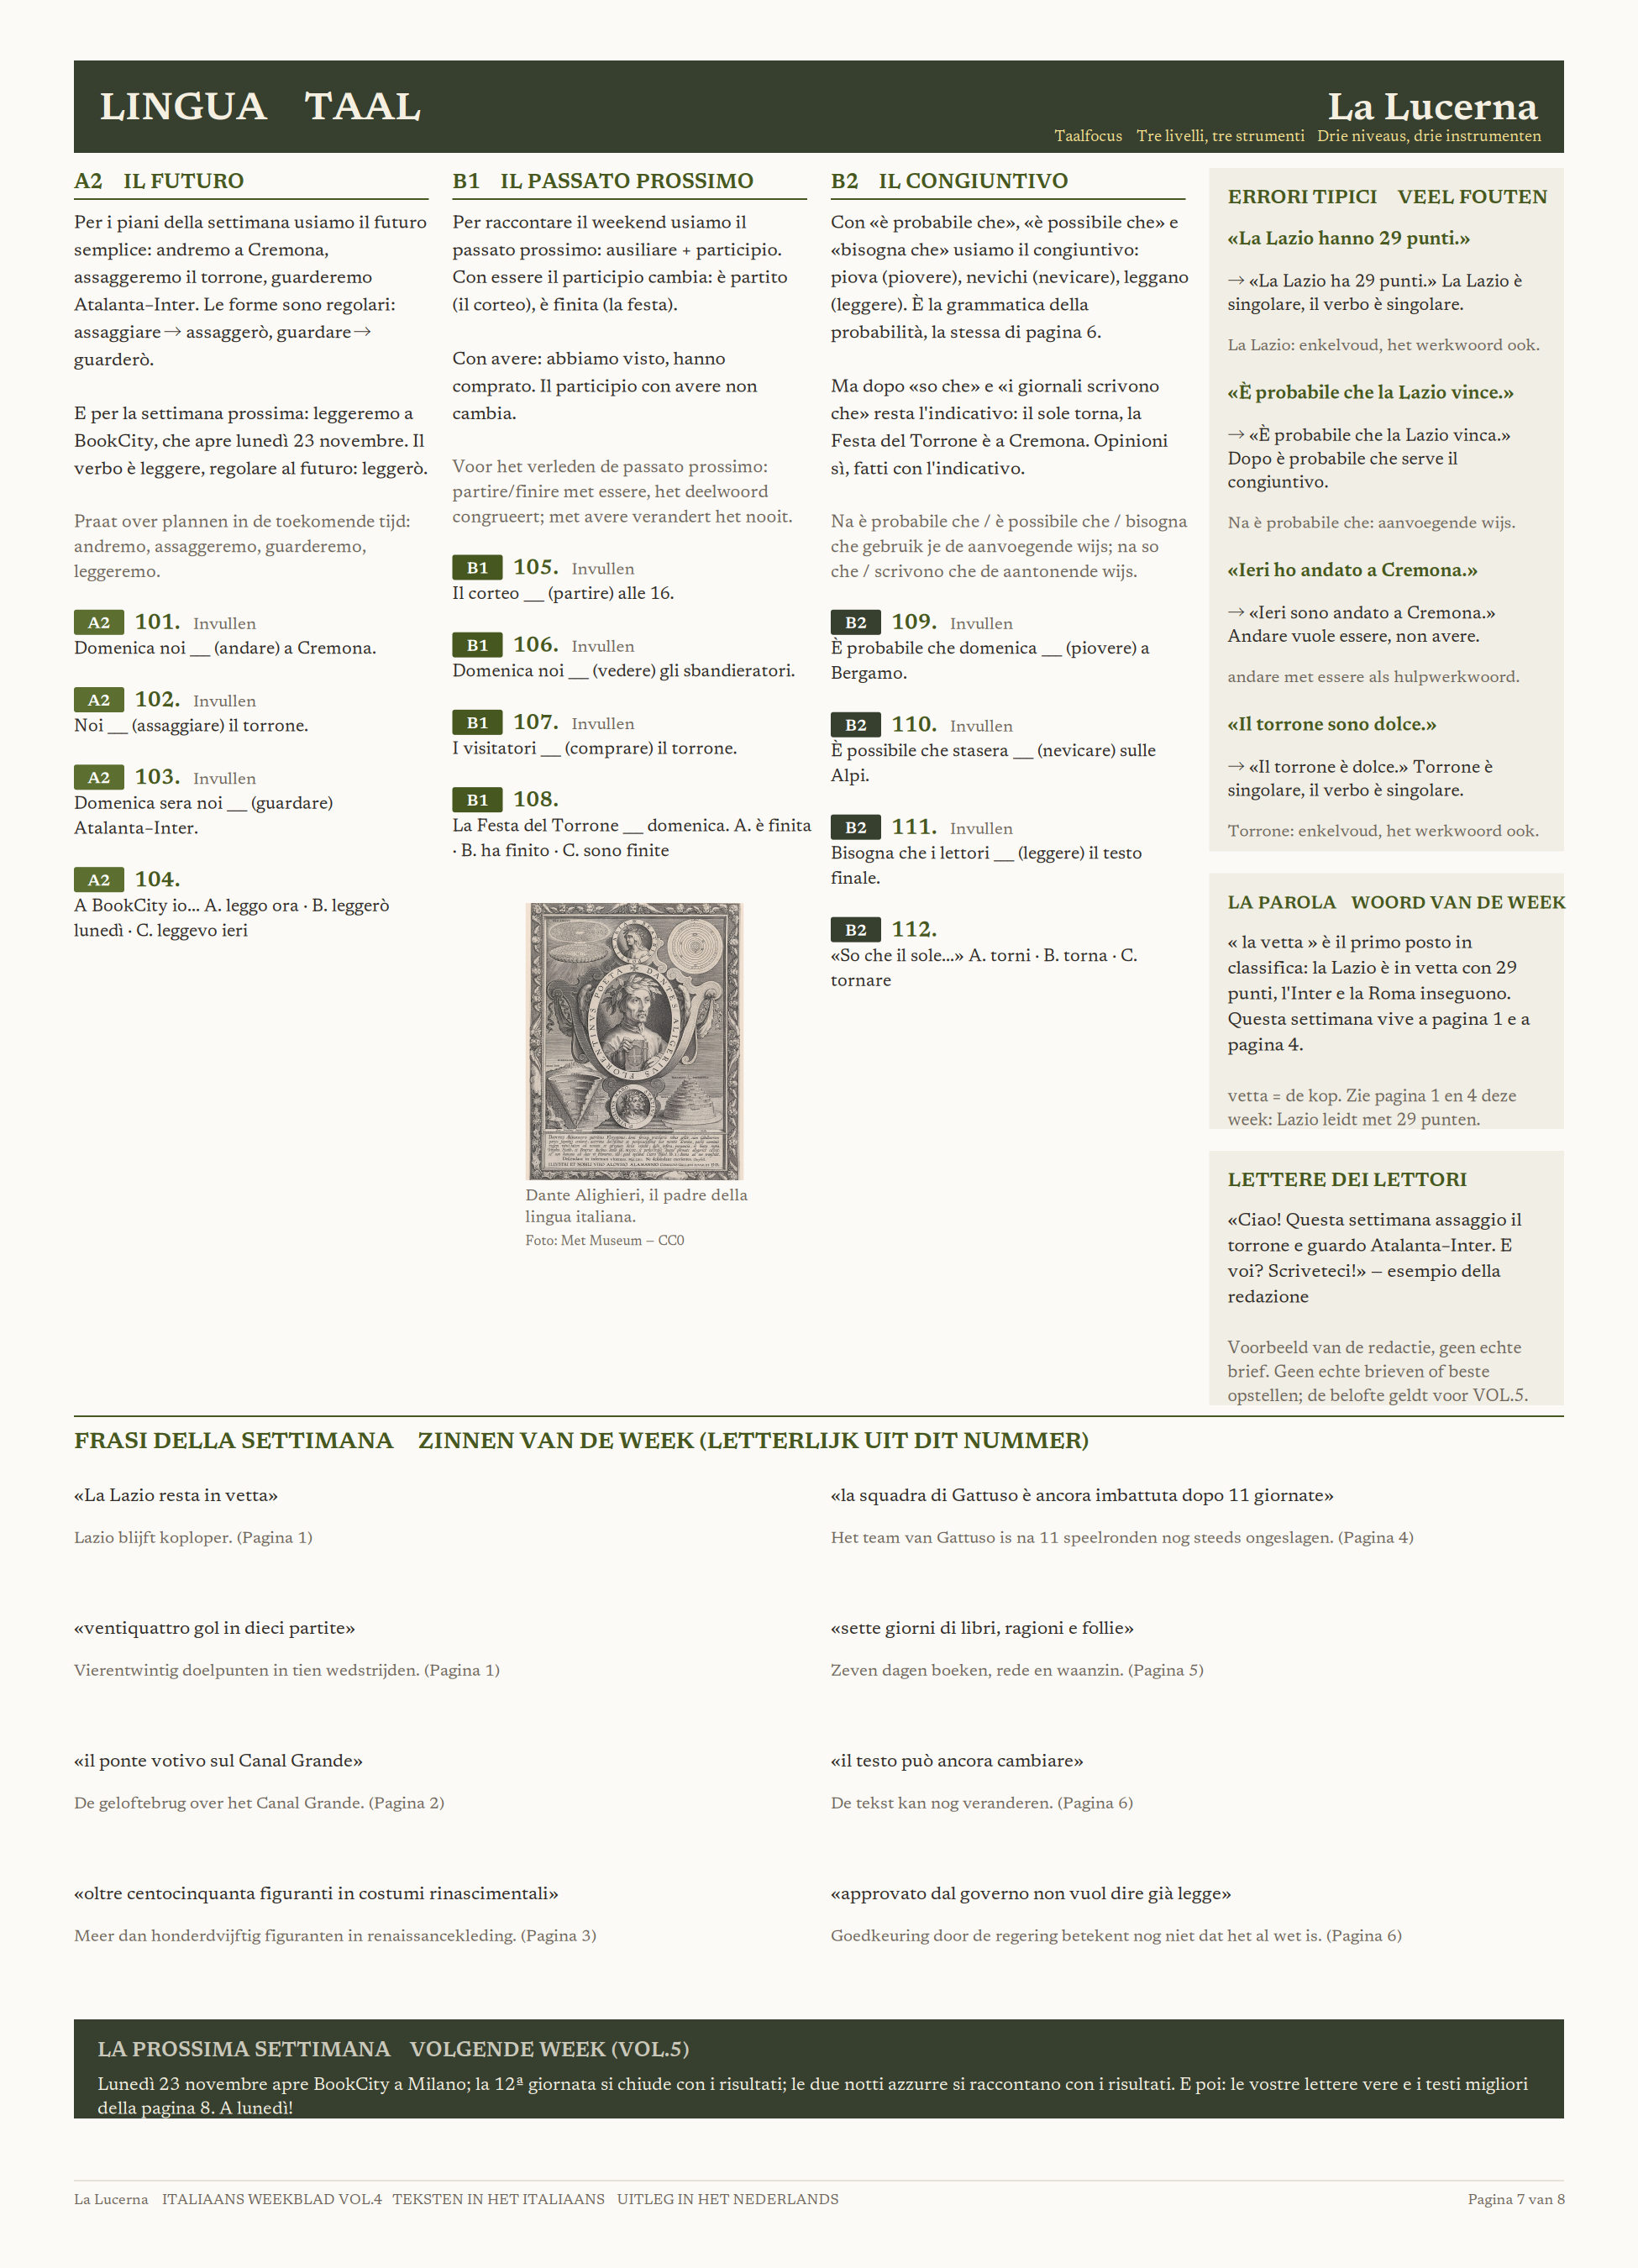 LINGUA TAAL
La Lucerna
Taalfocus Tre livelli, tre strumenti Drie niveaus, drie instrumenten
A2 IL FUTURO
Per i piani della settimana usiamo il futuro
semplice: andremo a Cremona,
assaggeremo il torrone, guarderemo
Atalanta–Inter. Le forme sono regolari:
assaggiare → assaggerò, guardare →
guarderò.
E per la settimana prossima: leggeremo a
BookCity, che apre lunedì 23 novembre. Il
verbo è leggere, regolare al futuro: leggerò.
Praat over plannen in de toekomende tijd:
andremo, assaggeremo, guarderemo,
leggeremo.
A2 101. Invullen
Domenica noi __ (andare) a Cremona.
A2 102. Invullen
Noi __ (assaggiare) il torrone.
A2 103. Invullen
Domenica sera noi __ (guardare)
Atalanta–Inter.
A2 104.
A BookCity io... A. leggo ora · B. leggerò
lunedì · C. leggevo ieri
B1 IL PASSATO PROSSIMO
Per raccontare il weekend usiamo il
passato prossimo: ausiliare + participio.
Con essere il participio cambia: è partito
(il corteo), è finita (la festa).
Con avere: abbiamo visto, hanno
comprato. Il participio con avere non
cambia.
Voor het verleden de passato prossimo:
partire/finire met essere, het deelwoord
congrueert; met avere verandert het nooit.
B1 105. Invullen
Il corteo __ (partire) alle 16.
B1 106. Invullen
Domenica noi __ (vedere) gli sbandieratori.
B1 107. Invullen
I visitatori __ (comprare) il torrone.
B1 108.
La Festa del Torrone __ domenica. A. è finita
· B. ha finito · C. sono finite
Dante Alighieri, il padre della
lingua italiana.
Foto: Met Museum – CC0
B2 IL CONGIUNTIVO
Con «è probabile che», «è possibile che» e
«bisogna che» usiamo il congiuntivo:
piova (piovere), nevichi (nevicare), leggano
(leggere). È la grammatica della
probabilità, la stessa di pagina 6.
Ma dopo «so che» e «i giornali scrivono
che» resta l'indicativo: il sole torna, la
Festa del Torrone è a Cremona. Opinioni
sì, fatti con l'indicativo.
Na è probabile che / è possibile che / bisogna
che gebruik je de aanvoegende wijs; na so
che / scrivono che de aantonende wijs.
B2 109. Invullen
È probabile che domenica __ (piovere) a
Bergamo.
B2 110. Invullen
È possibile che stasera __ (nevicare) sulle
Alpi.
B2 111. Invullen
Bisogna che i lettori __ (leggere) il testo
finale.
B2 112.
«So che il sole...» A. torni · B. torna · C.
tornare
ERRORI TIPICI VEEL FOUTEN
«La Lazio hanno 29 punti.»
→ «La Lazio ha 29 punti.» La Lazio è
singolare, il verbo è singolare.
La Lazio: enkelvoud, het werkwoord ook.
«È probabile che la Lazio vince.»
→ «È probabile che la Lazio vinca.»
Dopo è probabile che serve il
congiuntivo.
Na è probabile che: aanvoegende wijs.
«Ieri ho andato a Cremona.»
→ «Ieri sono andato a Cremona.»
Andare vuole essere, non avere.
andare met essere als hulpwerkwoord.
«Il torrone sono dolce.»
→ «Il torrone è dolce.» Torrone è
singolare, il verbo è singolare.
Torrone: enkelvoud, het werkwoord ook.
LA PAROLA WOORD VAN DE WEEK
« la vetta » è il primo posto in
classifica: la Lazio è in vetta con 29
punti, l'Inter e la Roma inseguono.
Questa settimana vive a pagina 1 e a
pagina 4.
vetta = de kop. Zie pagina 1 en 4 deze
week: Lazio leidt met 29 punten.
LETTERE DEI LETTORI
«Ciao! Questa settimana assaggio il
torrone e guardo Atalanta–Inter. E
voi? Scriveteci!» – esempio della
redazione
Voorbeeld van de redactie, geen echte
brief. Geen echte brieven of beste
opstellen; de belofte geldt voor VOL.5.
FRASI DELLA SETTIMANA ZINNEN VAN DE WEEK (LETTERLIJK UIT DIT NUMMER)
«La Lazio resta in vetta»
Lazio blijft koploper. (Pagina 1)
«ventiquattro gol in dieci partite»
Vierentwintig doelpunten in tien wedstrijden. (Pagina 1)
«il ponte votivo sul Canal Grande»
De geloftebrug over het Canal Grande. (Pagina 2)
«oltre centocinquanta figuranti in costumi rinascimentali»
Meer dan honderdvijftig figuranten in renaissancekleding. (Pagina 3)
«la squadra di Gattuso è ancora imbattuta dopo 11 giornate»
Het team van Gattuso is na 11 speelronden nog steeds ongeslagen. (Pagina 4)
«sette giorni di libri, ragioni e follie»
Zeven dagen boeken, rede en waanzin. (Pagina 5)
«il testo può ancora cambiare»
De tekst kan nog veranderen. (Pagina 6)
«approvato dal governo non vuol dire già legge»
Goedkeuring door de regering betekent nog niet dat het al wet is. (Pagina 6)
LA PROSSIMA SETTIMANA VOLGENDE WEEK (VOL.5)
Lunedì 23 novembre apre BookCity a Milano; la 12ª giornata si chiude con i risultati; le due notti azzurre si raccontano con i risultati. E poi: le vostre lettere vere e i testi migliori
della pagina 8. A lunedì!
La Lucerna ITALIAANS WEEKBLAD VOL.4 TEKSTEN IN HET ITALIAANS UITLEG IN HET NEDERLANDS
Pagina 7 van 8